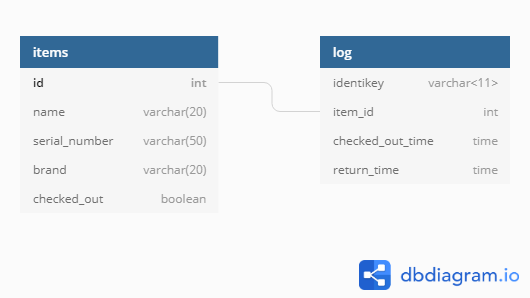 items
id int
name varchar(20)
serial_number varchar(50)
brand varchar(20)
checked_out boolean
log
identikey varchar<11>
item_id int
checked_out_time time
return_time time
dbdiagram.io